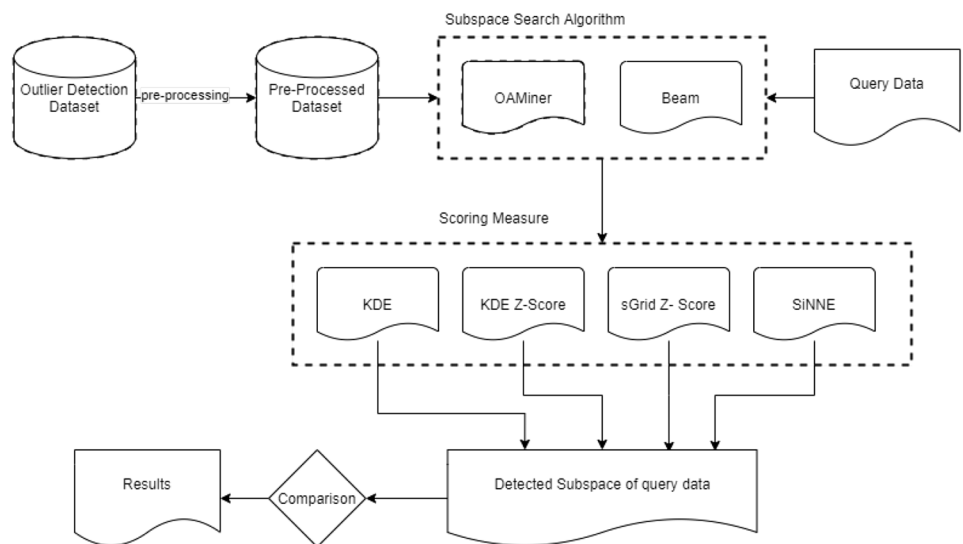 Subspace Search Algorithm
Outlier Detection
Dataset
pre-processing
Pre-Processed
Dataset
OAMiner
Beam
Query Data
Scoring Measure
KDE
KDE Z-Score
sGrid Z- Score
SiNNE
Results
Comparison
Detected Subspace of query data